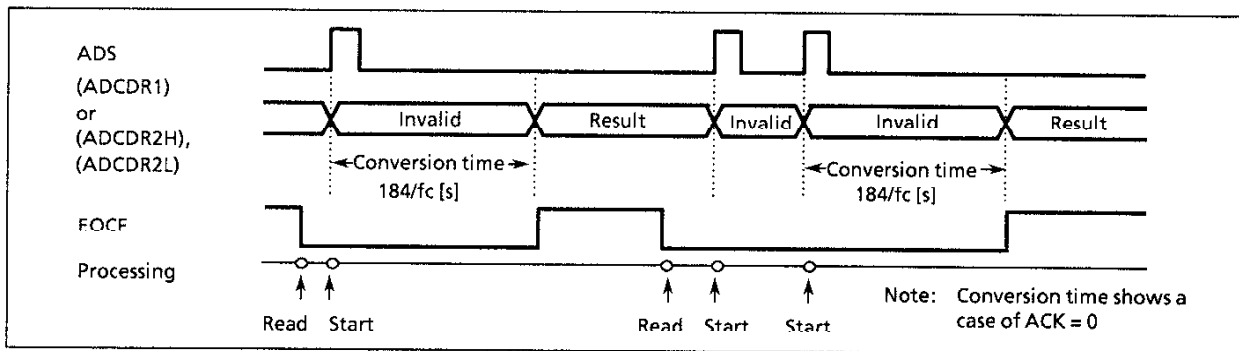 ADS
(ADCDR1)
or
(ADCDR2H),
(ADCDR2L)
Invalid
Result
Invalid
Invalid
Result
Conversion time
184/fc [s]
Conversion time
184/fc [s]
EOCF
Processing
Read Start
Read Start Start
Note: Conversion time shows a
case of ACK = 0